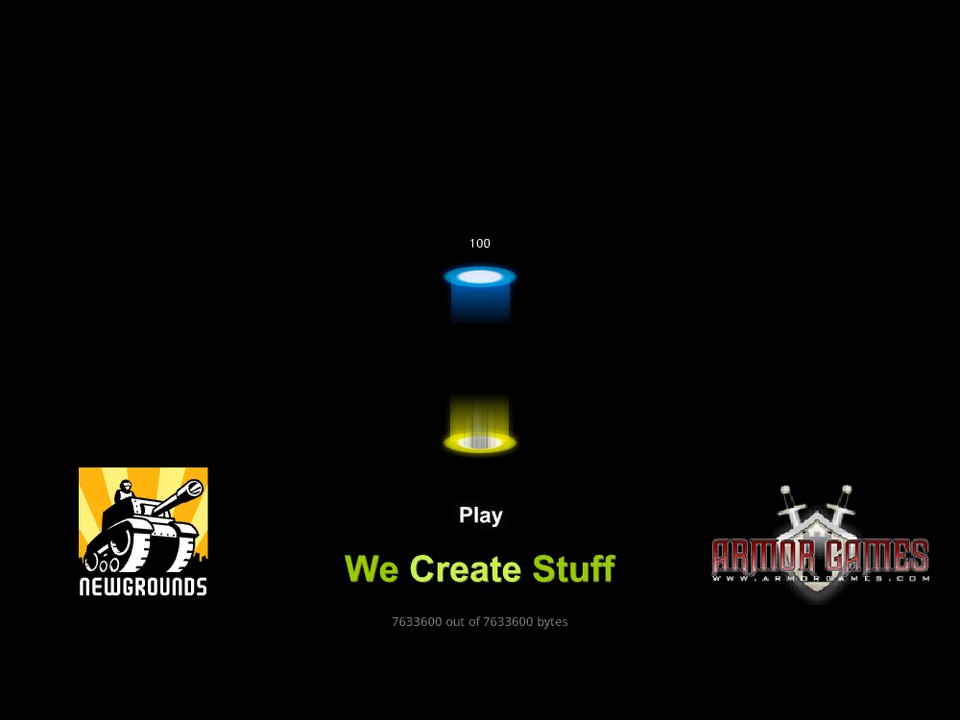 100
Play
We Create Stuff
7633600 out of 7633600 bytes
NEWGROUNDS
ARMOR GAMES
WWW.ARMORGAMES.COM